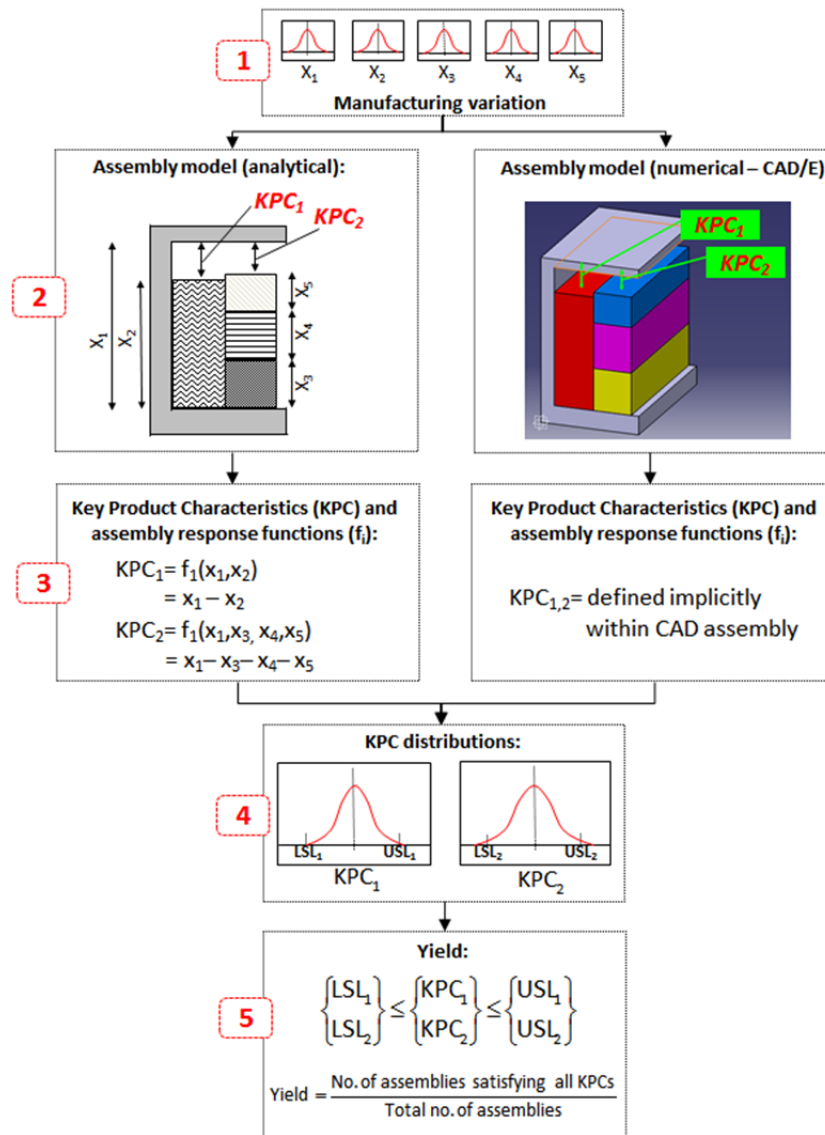 1
X₁ X₂ X₃ X₄ X₅
Manufacturing variation
Assembly model (analytical):
KPC₁
KPC₂
2
X₁
X₂
X₅
X₄
X₃
Assembly model (numerical – CAD/E)
KPC₁
KPC₂
3
Key Product Characteristics (KPC) and
assembly response functions (fᵢ):
KPC₁= f₁(x₁,x₂)
= x₁ – x₂
KPC₂= f₁(x₁,x₃, x₄,x₅)
= x₁– x₃– x₄– x₅
Key Product Characteristics (KPC) and
assembly response functions (fᵢ):
KPC₁,₂= defined implicitly
within CAD assembly
4
KPC distributions:
LSL₁ USL₁
KPC₁
LSL₂ USL₂
KPC₂
5
Yield:
{LSL₁} ≤ {KPC₁} ≤ {USL₁}
{LSL₂} {KPC₂} {USL₂}
Yield = No. of assemblies satisfying all KPCs
Total no. of assemblies